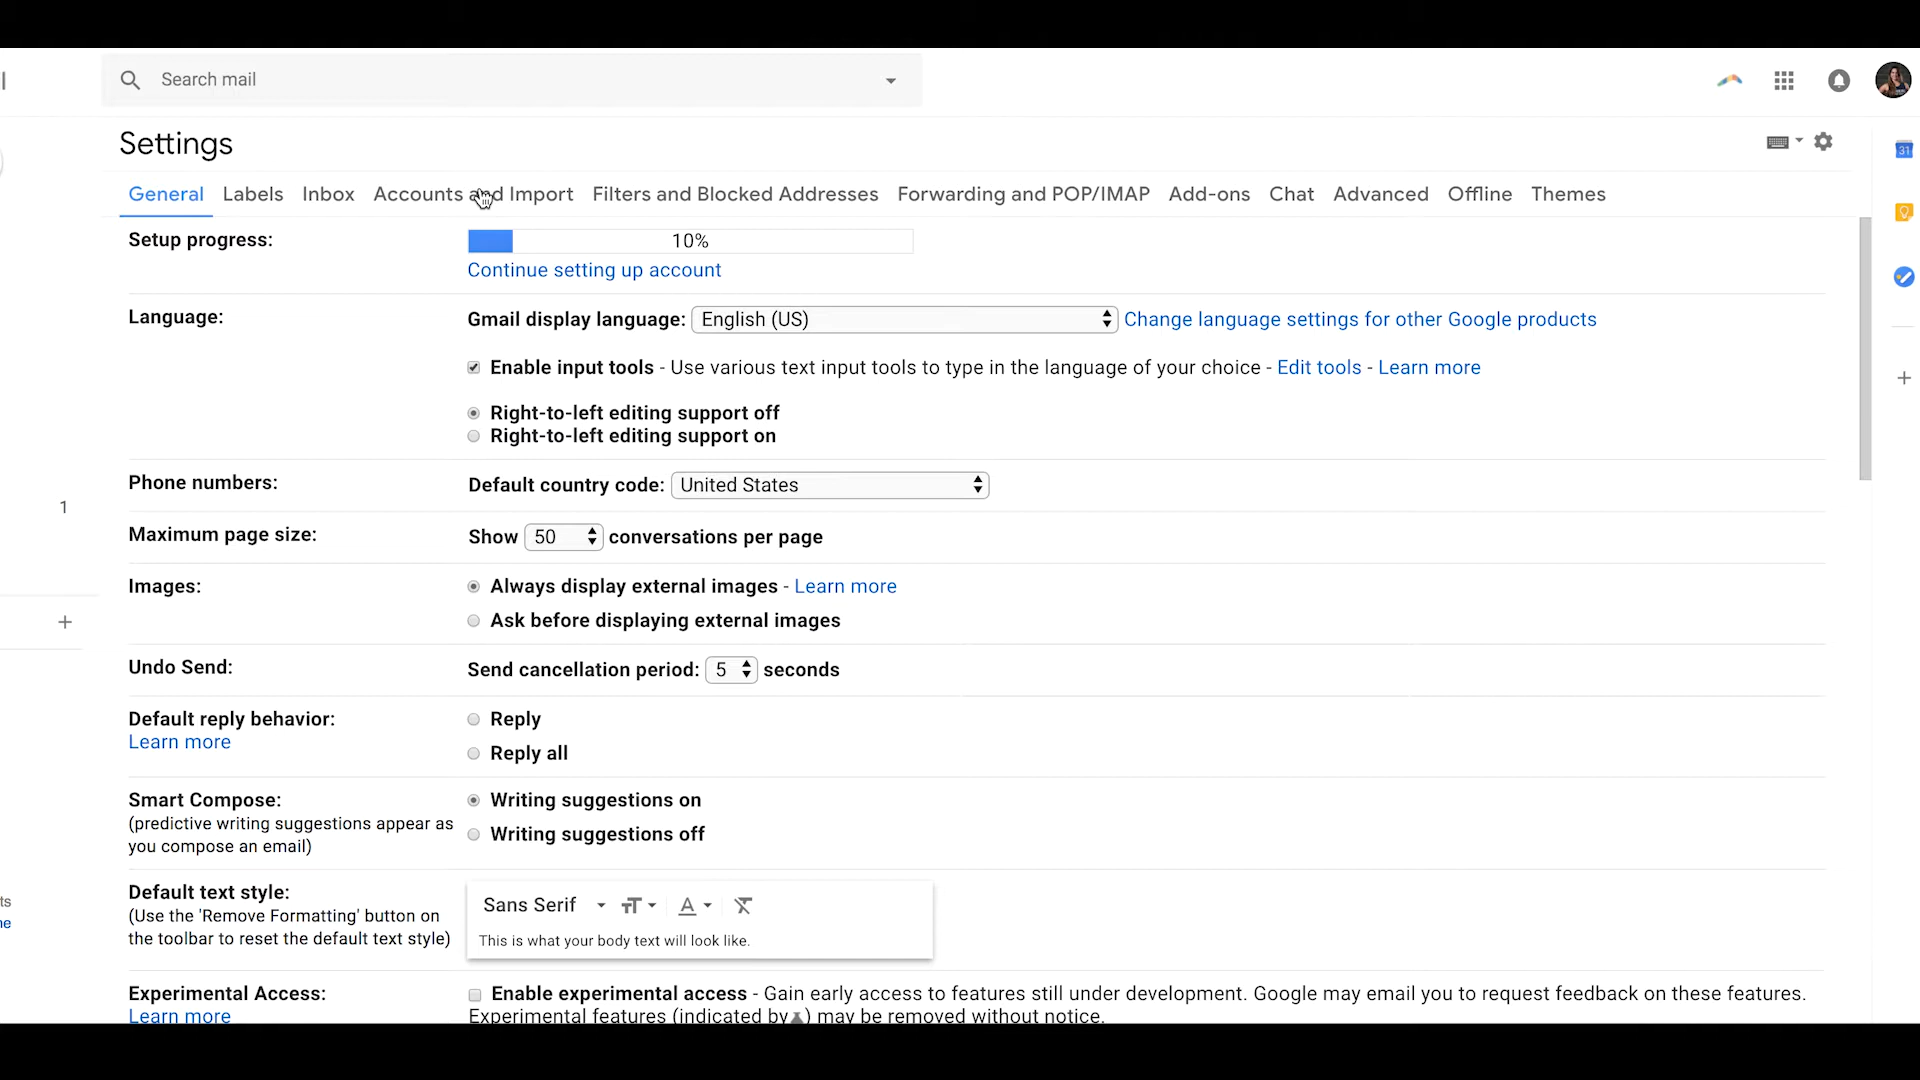 Search mail
Settings
General Labels Inbox Accounts and Import Filters and Blocked Addresses Forwarding and POP/IMAP Add-ons Chat Advanced Offline Themes
31
Setup progress: 10%
Continue setting up account
Language: Gmail display language: English (US) Change language settings for other Google products
Enable input tools - Use various text input tools to type in the language of your choice - Edit tools - Learn more
Right-to-left editing support off
Right-to-left editing support on
Phone numbers: Default country code: United States
1
Maximum page size: Show 50 conversations per page
Images: Always display external images - Learn more
Ask before displaying external images
Undo Send: Send cancellation period: 5 seconds
Default reply behavior: Reply
Learn more
Reply all
Smart Compose: Writing suggestions on
(predictive writing suggestions appear as
you compose an email)
Writing suggestions off
Default text style:
(Use the 'Remove Formatting' button on
the toolbar to reset the default text style)
Sans Serif
This is what your body text will look like.
ts
ne
Experimental Access: Enable experimental access - Gain early access to features still under development. Google may email you to request feedback on these features.
Learn more Experimental features (indicated by ) may be removed without notice.